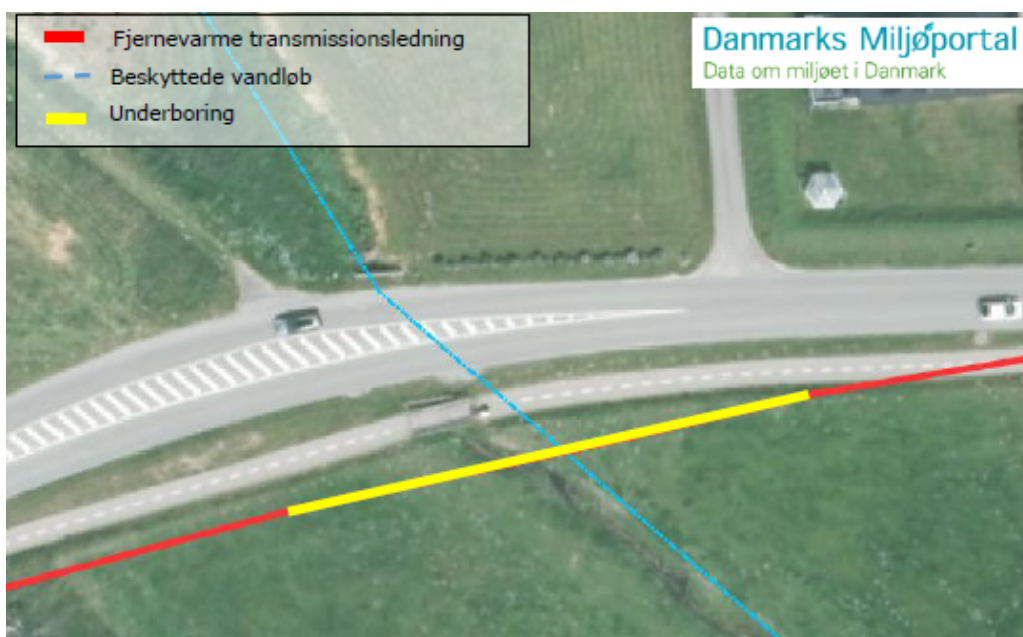 Fjernevarme transmissionsledning
Beskyttede vandløb
Underboring
Danmarks Miljøportal
Data om miljøet i Danmark